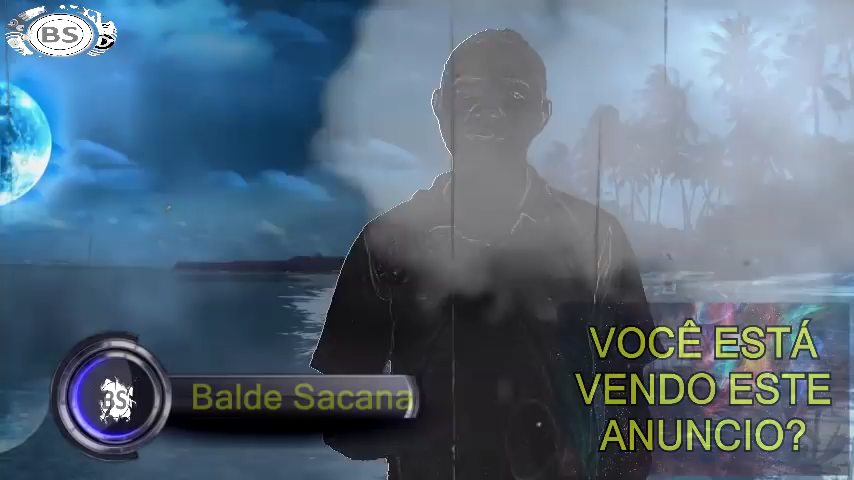 BS
BS
Balde Sacana
VOCÊ ESTÁ
VENDO ESTE
ANUNCIO?